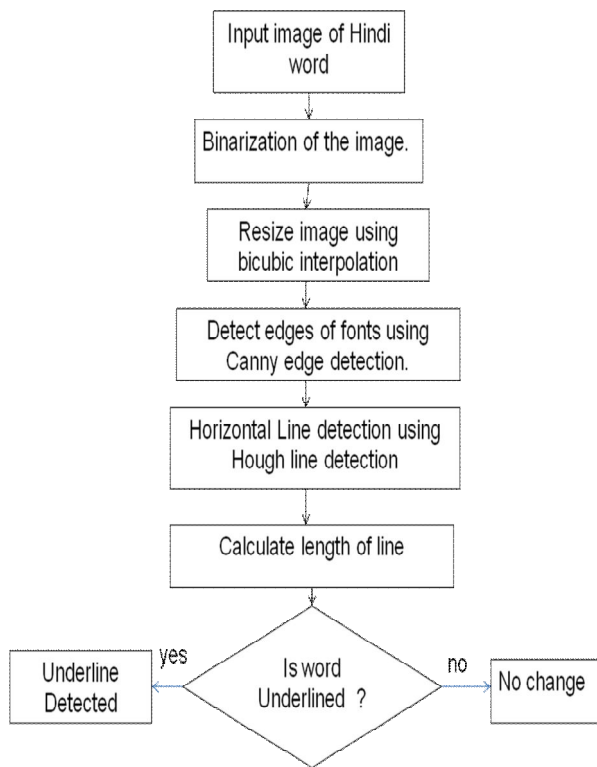 Input image of Hindi
word
Binarization of the image.
Resize image using
bicubic interpolation
Detect edges of fonts using
Canny edge detection.
Horizontal Line detection using
Hough line detection
Calculate length of line
Is word
Underlined ?
yes
Underline
Detected
no
No change